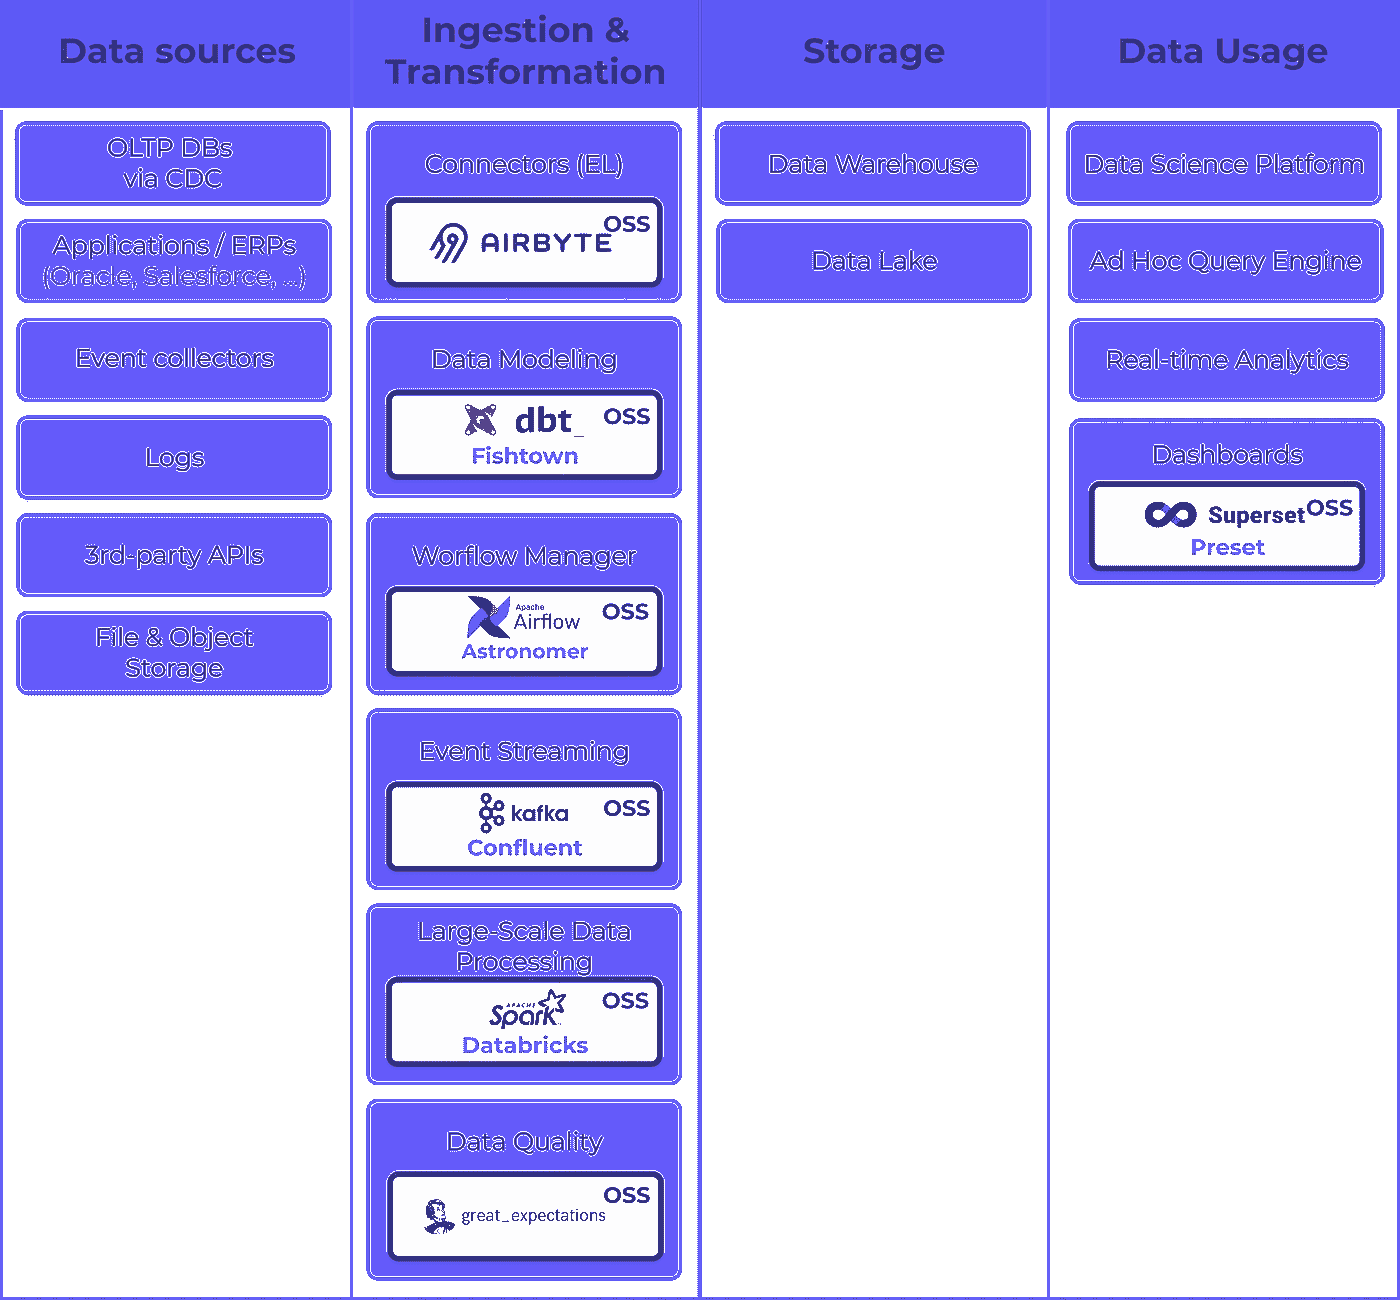 Data sources
OLTP DBs
via CDC
Applications / ERPs
(Oracle, Salesforce, ...)
Event collectors
Logs
3rd-party APIs
File & Object
Storage
Ingestion &
Transformation
Connectors (EL)
AIRBYTE
OSS
Data Modeling
dbt_
OSS
Fishtown
Worflow Manager
Apache
Airflow
OSS
Astronomer
Event Streaming
kafka
OSS
Confluent
Large-Scale Data
Processing
APACHE
Spark
OSS
Databricks
Data Quality
OSS
great_expectations
Storage
Data Warehouse
Data Lake
Data Usage
Data Science Platform
Ad Hoc Query Engine
Real-time Analytics
Dashboards
Superset
OSS
Preset